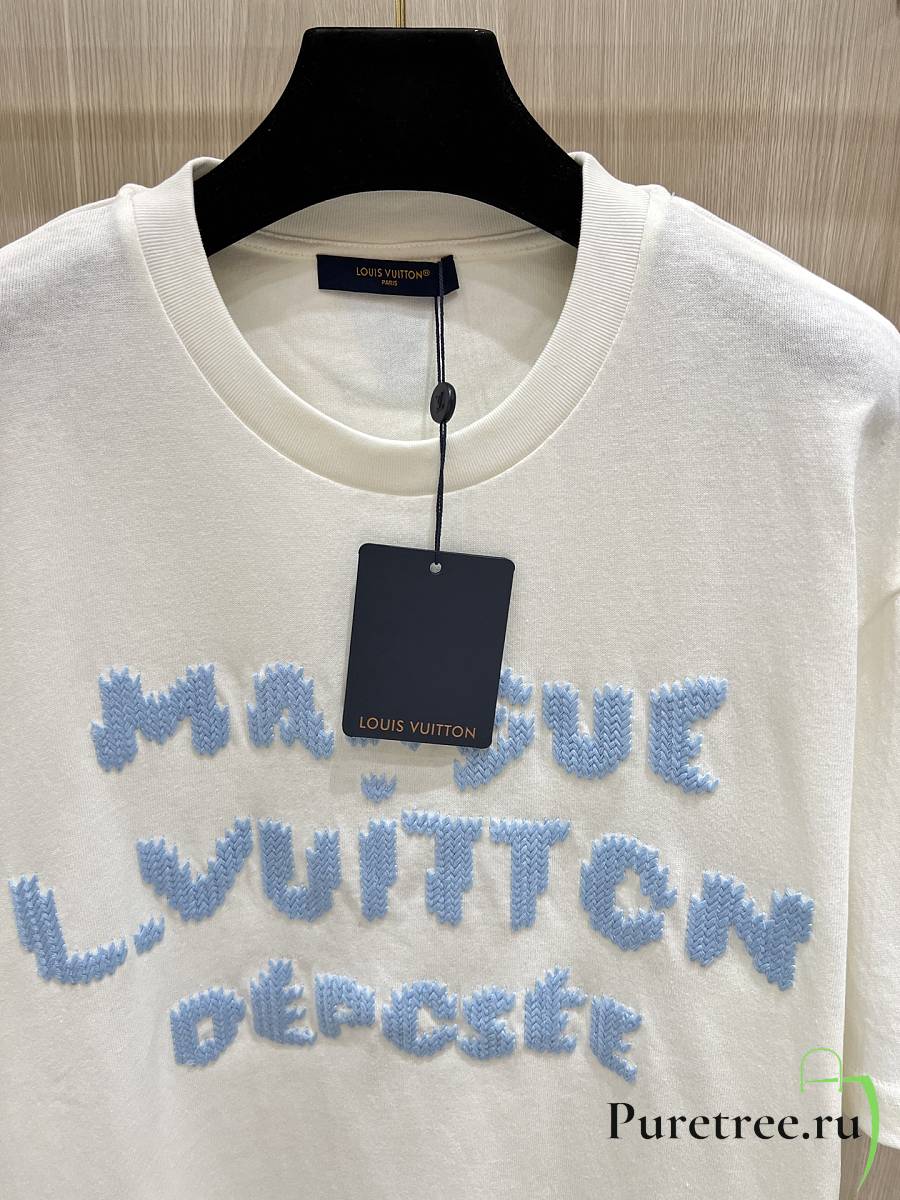 LOUIS VUITTON®
PARIS
LOUIS VUITTON
L.VUITTON
DÉPOSÉE
Puretree.ru